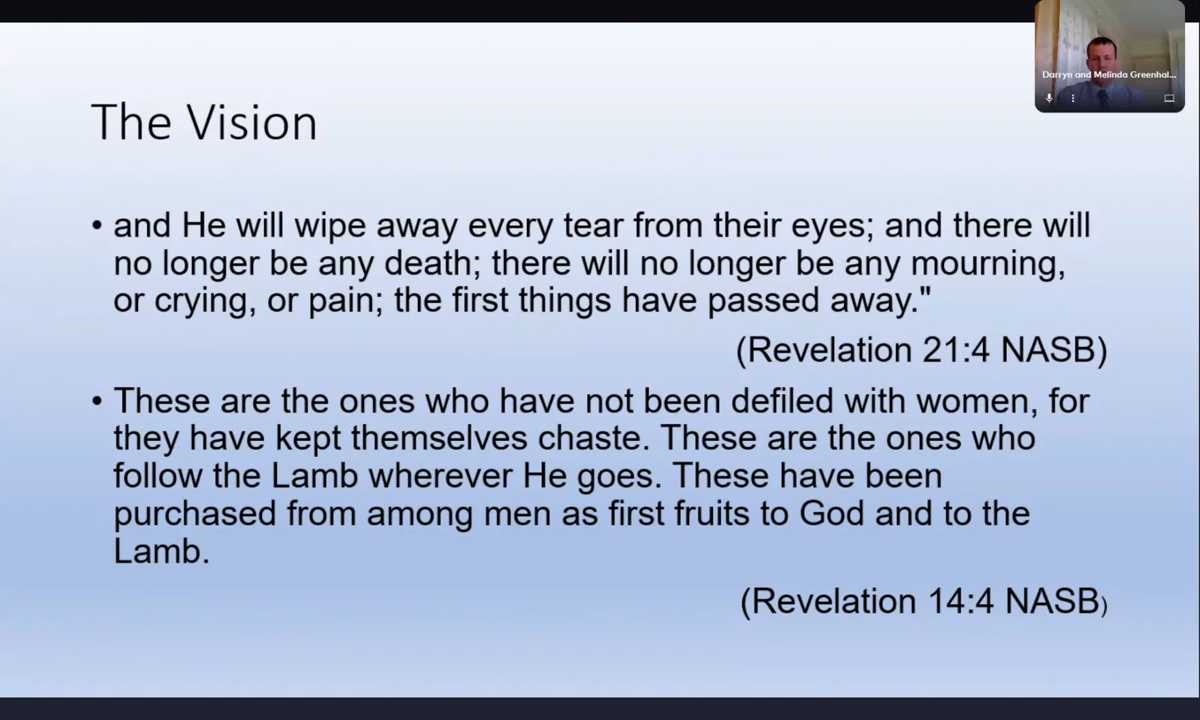 Darryn and Melinda Greenhal...
The Vision
• and He will wipe away every tear from their eyes; and there will
no longer be any death; there will no longer be any mourning,
or crying, or pain; the first things have passed away."
(Revelation 21:4 NASB)
• These are the ones who have not been defiled with women, for
they have kept themselves chaste. These are the ones who
follow the Lamb wherever He goes. These have been
purchased from among men as first fruits to God and to the
Lamb.
(Revelation 14:4 NASB)